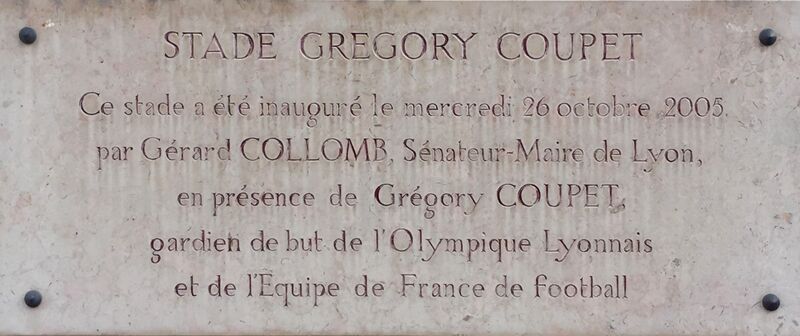 STADE GREGORY COUPET
Ce stade a été inauguré le mercredi 26 octobre 2005
par Gérard COLLOMB, Sénateur-Maire de Lyon,
en présence de Grégory COUPET,
gardien de but de l'Olympique Lyonnais
et de l'Equipe de France de football